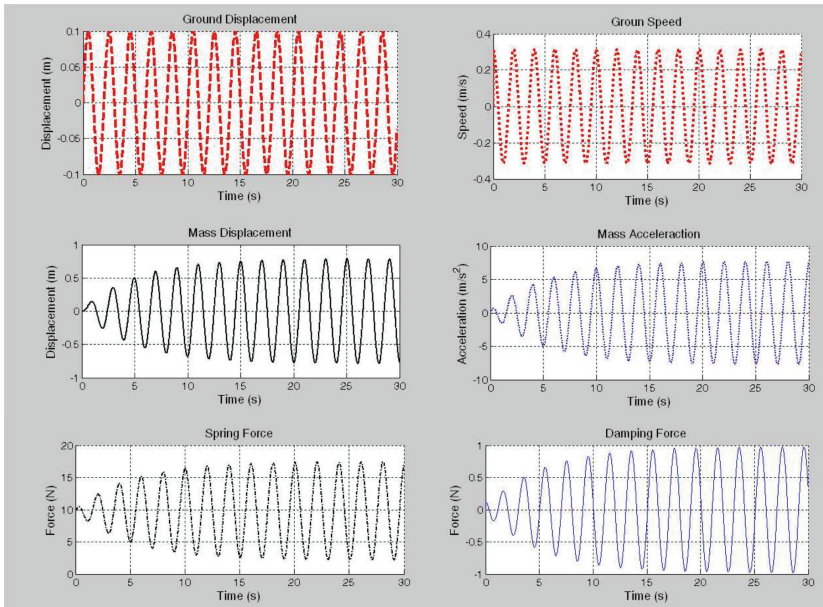 Ground Displacement
Displacement (m)
0.1
0.05
0
-0.05
-0.1
0 5 10 15 20 25 30
Time (s)
Groun Speed
Speed (m/s)
0.4
0.2
0
-0.2
-0.4
0 5 10 15 20 25 30
Time (s)
Mass Displacement
Displacement (m)
1
0.5
0
-0.5
-1
0 5 10 15 20 25 30
Time (s)
Mass Acceleraction
Acceleration (m/s²)
10
5
0
-5
-10
0 5 10 15 20 25 30
Time (s)
Spring Force
Force (N)
20
15
10
5
0
0 5 10 15 20 25 30
Time (s)
Damping Force
Force (N)
1
0.5
0
-0.5
-1
0 5 10 15 20 25 30
Time (s)